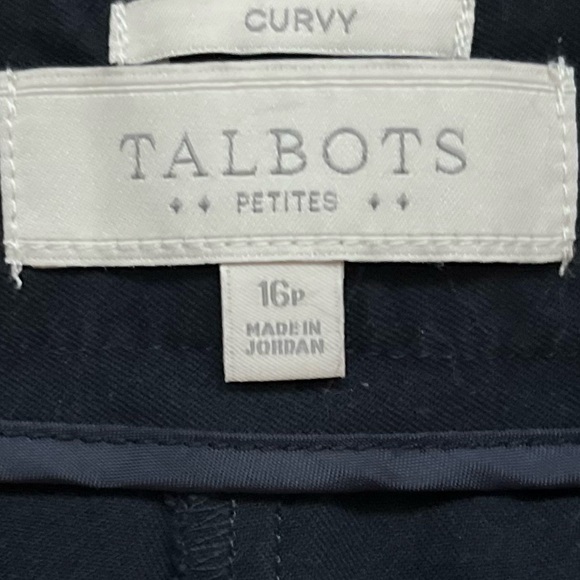 CURVY
TALBOTS
PETITES
16P
MADE IN
JORDAN